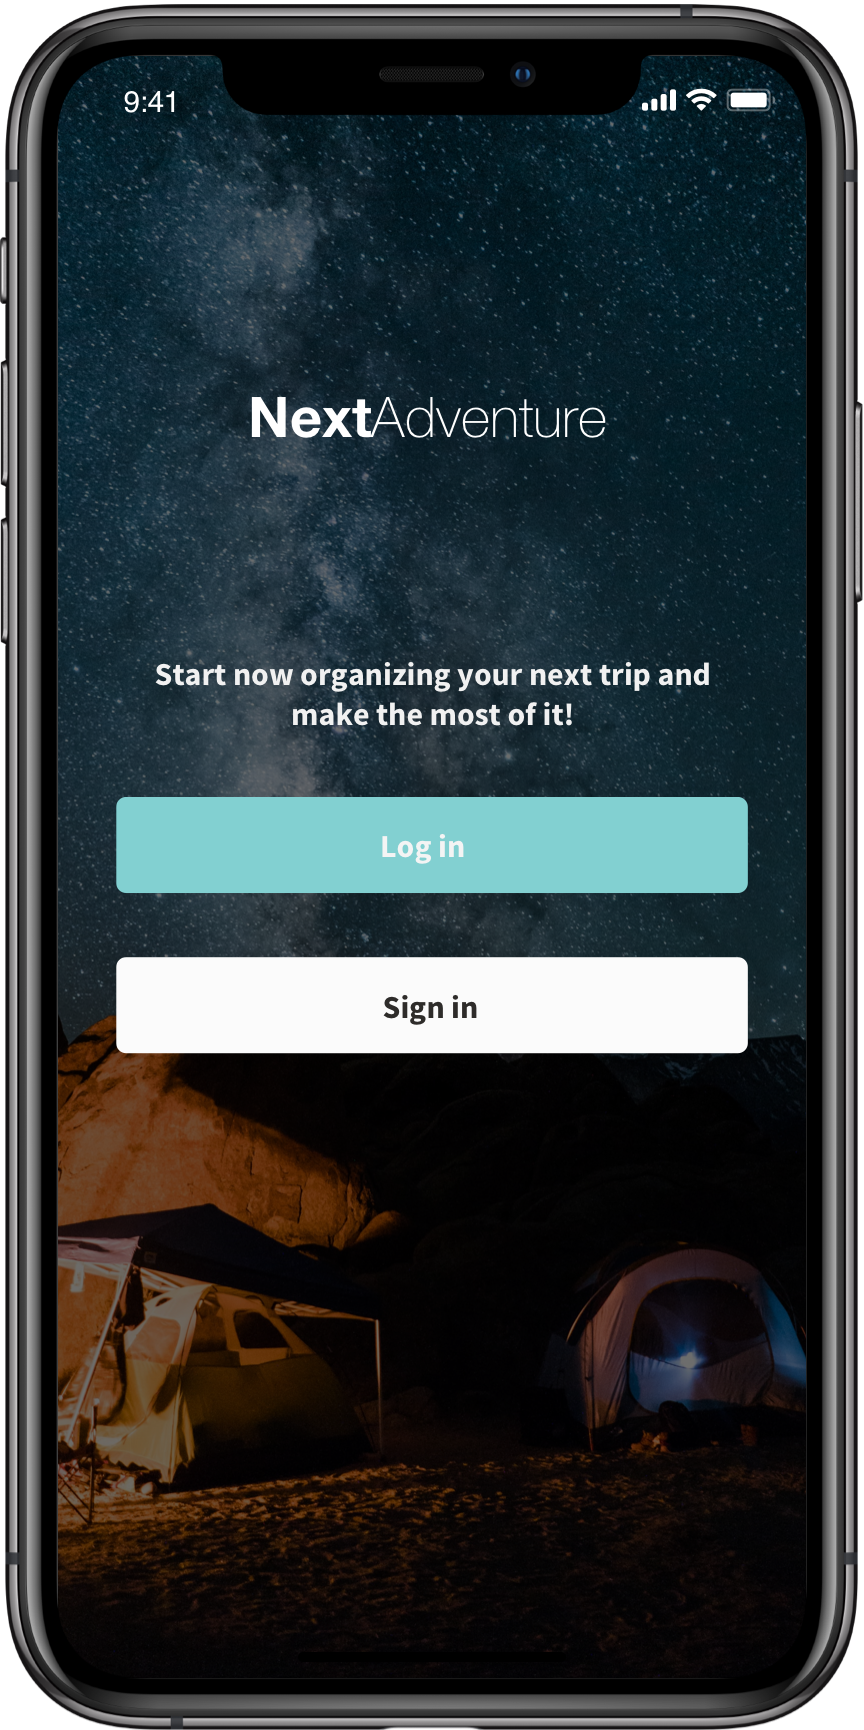 9:41
NextAdventure
Start now organizing your next trip and
make the most of it!
Log in
Sign in